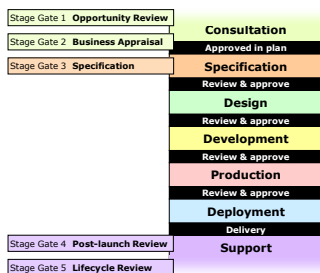 Stage Gate 1 Opportunity Review
Consultation
Stage Gate 2 Business Appraisal
Approved in plan
Stage Gate 3 Specification
Specification
Review & approve
Design
Review & approve
Development
Review & approve
Production
Review & approve
Deployment
Delivery
Stage Gate 4 Post-launch Review
Support
Stage Gate 5 Lifecycle Review